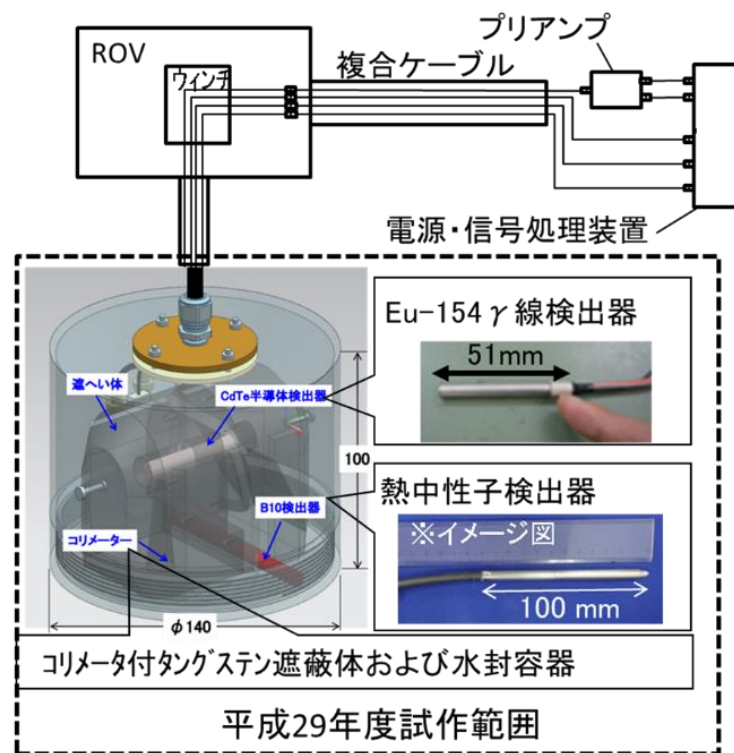 ROV
ウィンチ
複合ケーブル
プリアンプ
電源・信号処理装置
Eu-154γ線検出器
51mm
遮へい体
CdTe半導体検出器
100
熱中性子検出器
※イメージ図
100 mm
B10検出器
コリメーター
φ140
コリメータ付タングステン遮蔽体および水封容器
平成29年度試作範囲